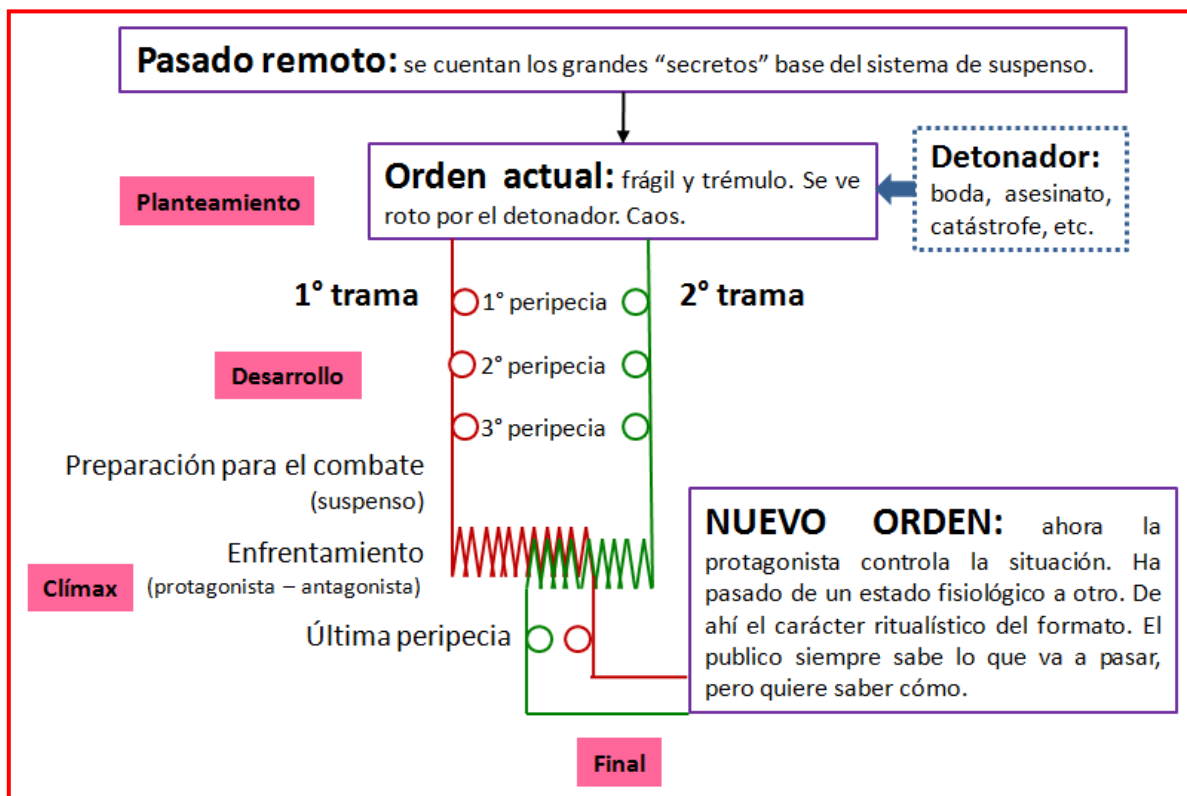 Pasado remoto: se cuentan los grandes “secretos” base del sistema de suspenso.
Orden actual: frágil y trémulo. Se ve
roto por el detonador. Caos.
Detonador:
boda, asesinato,
catástrofe, etc.
Planteamiento
1° trama
2° trama
1° peripecia
2° peripecia
3° peripecia
Desarrollo
Preparación para el combate
(suspenso)
Enfrentamiento
(protagonista – antagonista)
Clímax
Última peripecia
NUEVO ORDEN: ahora la
protagonista controla la situación. Ha
pasado de un estado fisiológico a otro. De
ahí el carácter ritualístico del formato. El
publico siempre sabe lo que va a pasar,
pero quiere saber cómo.
Final